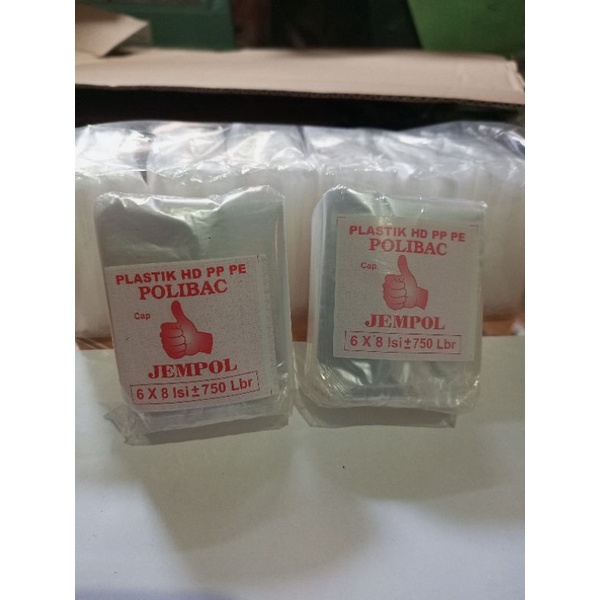 PLASTIK HD PP PE
POLIBAC
Cap
JEMPOL
6 X 8 Isi ± 750 Lbr
PLASTIK HD PP PE
POLIBAC
Cap
JEMPOL
6 X 8 Isi ± 750 Lbr